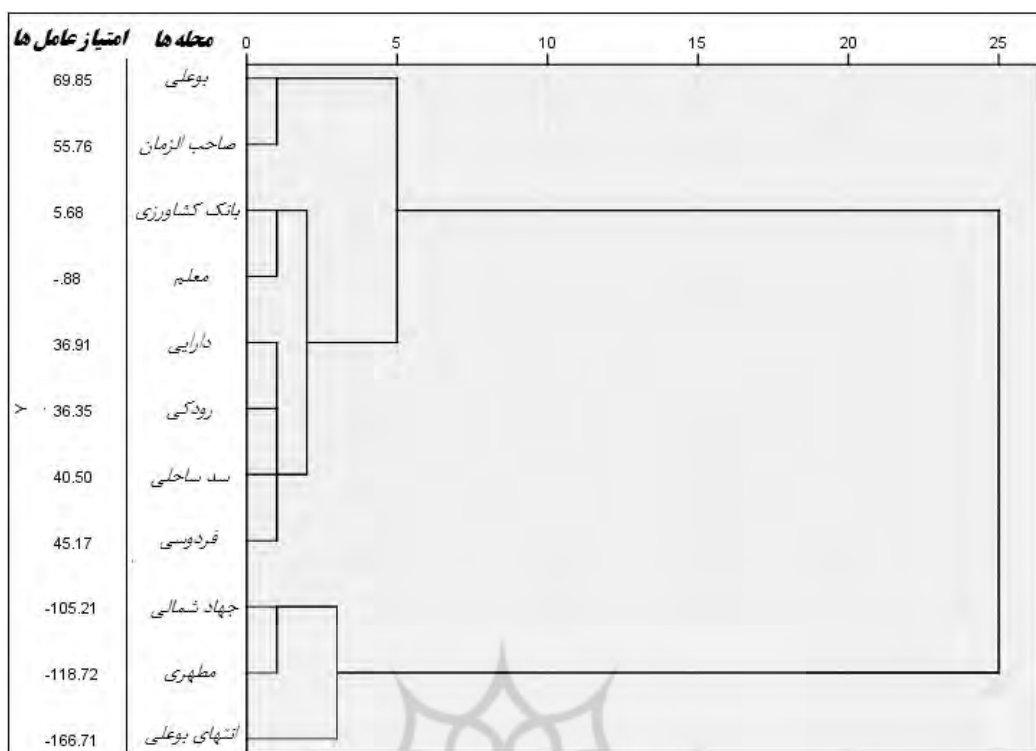 امتیاز عامل ها محله ها 0 5 10 15 20 25
69.85 بوعلی
55.76 صاحب الزمان
5.68 بانک کشاورزی
-.88 معلم
36.91 دارایی
Y 36.35 رودکی
40.50 سد ساحلی
45.17 فردوسی
-105.21 جهاد شمالی
-118.72 مطهری
-166.71 انتهای بوعلی